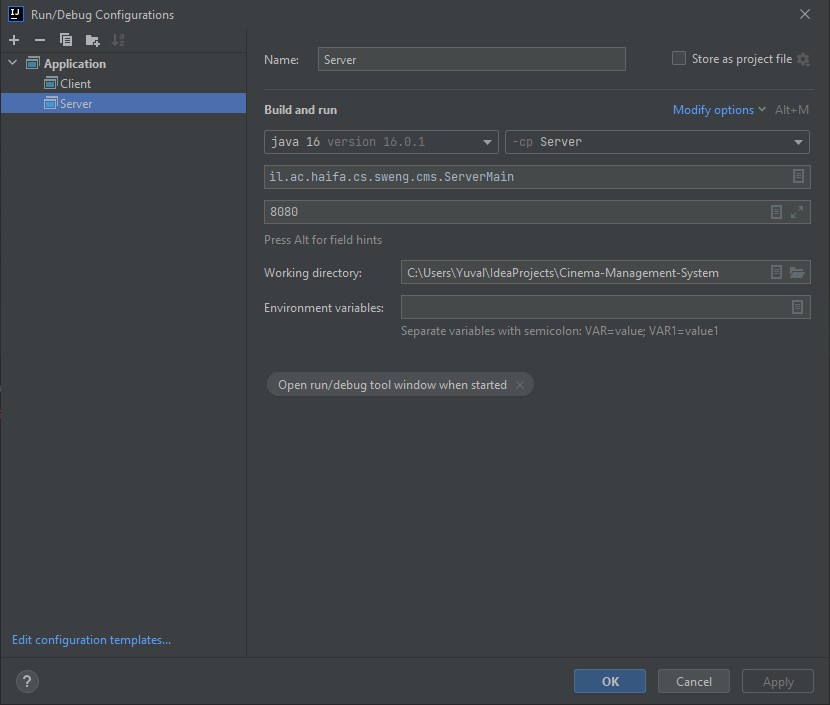 IJ Run/Debug Configurations
Application
Client
Server
Edit configuration templates...
Name: Server Store as project file
Build and run Modify options Alt+M
java 16 version 16.0.1 -cp Server
il.ac.haifa.cs.sweng.cms.ServerMain
8080
Press Alt for field hints
Working directory: C:\Users\Yuval\IdeaProjects\Cinema-Management-System
Environment variables:
Separate variables with semicolon: VAR=value; VAR1=value1
Open run/debug tool window when started
? OK Cancel Apply